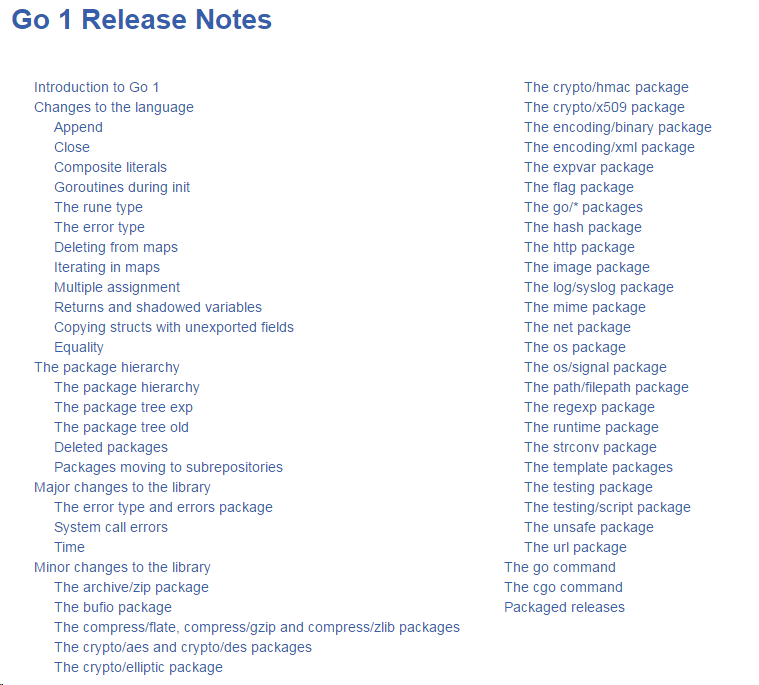 Go 1 Release Notes
Introduction to Go 1
Changes to the language
Append
Close
Composite literals
Goroutines during init
The rune type
The error type
Deleting from maps
Iterating in maps
Multiple assignment
Returns and shadowed variables
Copying structs with unexported fields
Equality
The package hierarchy
The package hierarchy
The package tree exp
The package tree old
Deleted packages
Packages moving to subrepositories
Major changes to the library
The error type and errors package
System call errors
Time
Minor changes to the library
The archive/zip package
The bufio package
The compress/flate, compress/gzip and compress/zlib packages
The crypto/aes and crypto/des packages
The crypto/elliptic package
The crypto/hmac package
The crypto/x509 package
The encoding/binary package
The encoding/xml package
The expvar package
The flag package
The go/* packages
The hash package
The http package
The image package
The log/syslog package
The mime package
The net package
The os package
The os/signal package
The path/filepath package
The regexp package
The runtime package
The strconv package
The template packages
The testing package
The testing/script package
The unsafe package
The url package
The go command
The cgo command
Packaged releases